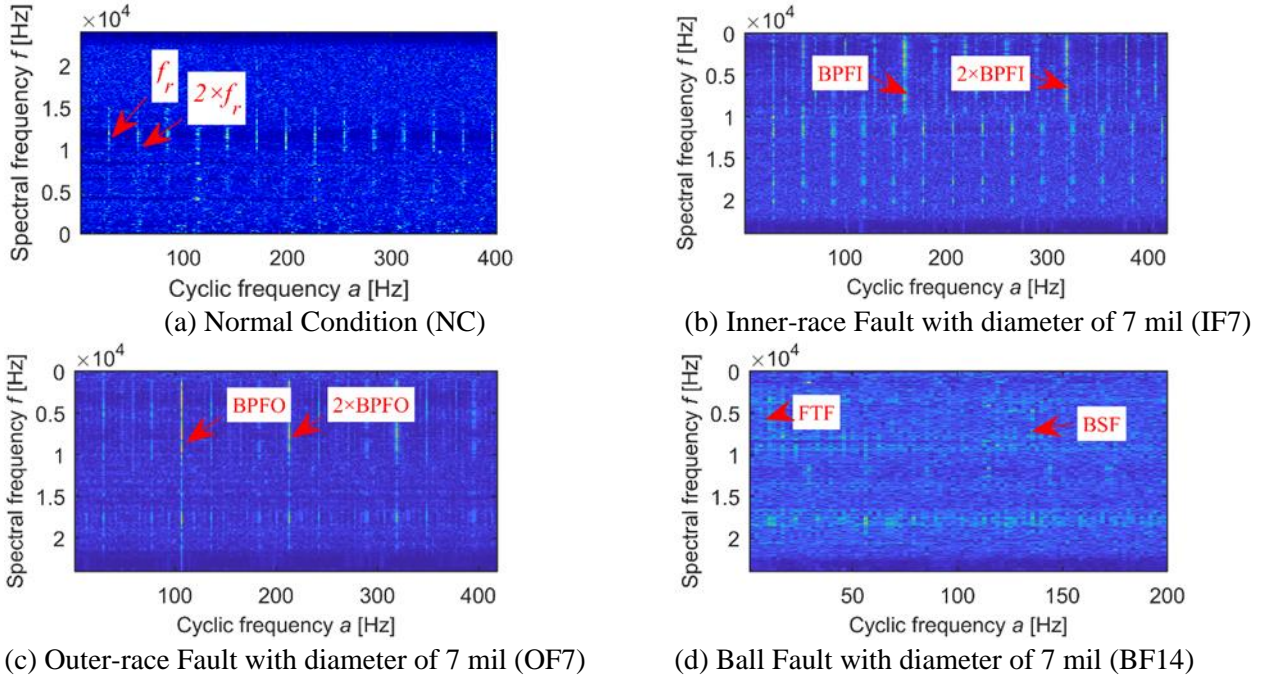 ×10⁴
Spectral frequency f [Hz]
2
1.5
1
0.5
0
f_r
2×f_r
100 200 300 400
Cyclic frequency a [Hz]
(a) Normal Condition (NC)
×10⁴
Spectral frequency f [Hz]
0
0.5
1
1.5
2
BPFI
2×BPFI
100 200 300 400
Cyclic frequency a [Hz]
(b) Inner-race Fault with diameter of 7 mil (IF7)
×10⁴
Spectral frequency f [Hz]
0
0.5
1
1.5
2
BPFO
2×BPFO
100 200 300 400
Cyclic frequency a [Hz]
(c) Outer-race Fault with diameter of 7 mil (OF7)
×10⁴
Spectral frequency f [Hz]
0
0.5
1
1.5
2
FTF
BSF
50 100 150 200
Cyclic frequency a [Hz]
(d) Ball Fault with diameter of 7 mil (BF14)